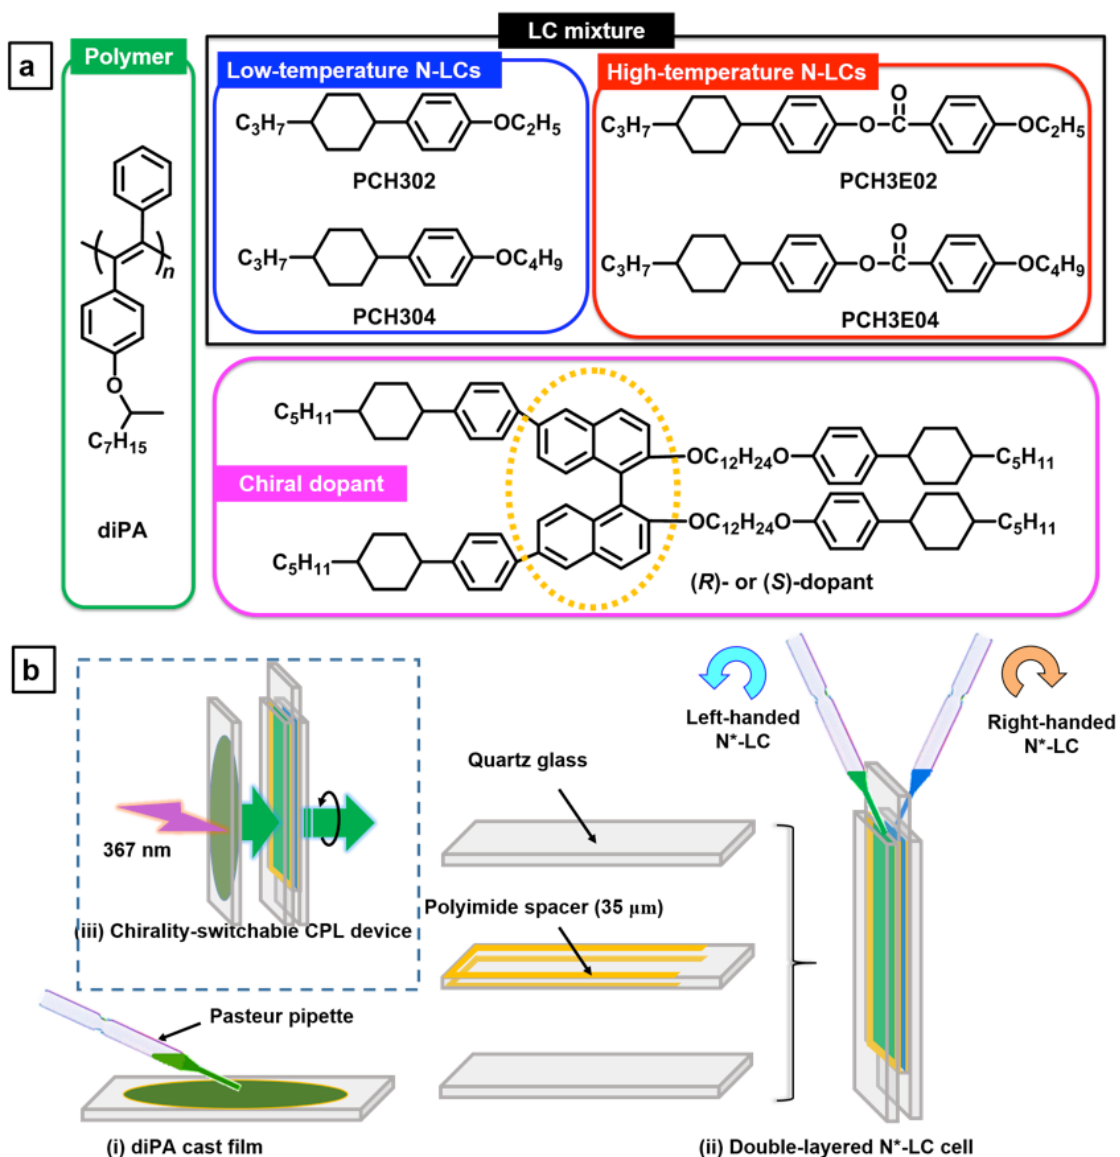 a
Polymer
LC mixture
Low-temperature N-LCs
High-temperature N-LCs
C₃H₇
OC₂H₅
PCH302
C₃H₇
O
O–C
OC₂H₅
PCH3E02
C₃H₇
OC₄H₉
PCH304
C₃H₇
O
O–C
OC₄H₉
PCH3E04
n
O
C₇H₁₅
diPA
Chiral dopant
C₅H₁₁
OC₁₂H₂₄O
C₅H₁₁
C₅H₁₁
OC₁₂H₂₄O
C₅H₁₁
(R)- or (S)-dopant
b
367 nm
(iii) Chirality-switchable CPL device
Pasteur pipette
(i) diPA cast film
Quartz glass
Polyimide spacer (35 μm)
Left-handed
N*-LC
Right-handed
N*-LC
(ii) Double-layered N*-LC cell